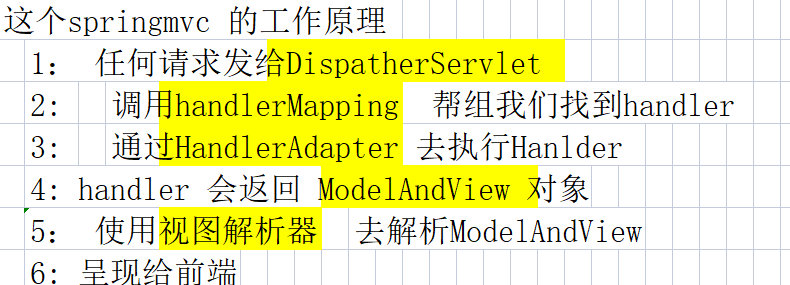 这个springmvc 的工作原理
1： 任何请求发给DispatherServlet
2： 调用handlerMapping 帮组我们找到handler
3： 通过HandlerAdapter 去执行Hanlder
4: handler 会返回 ModelAndView 对象
5： 使用视图解析器 去解析ModelAndView
6: 呈现给前端